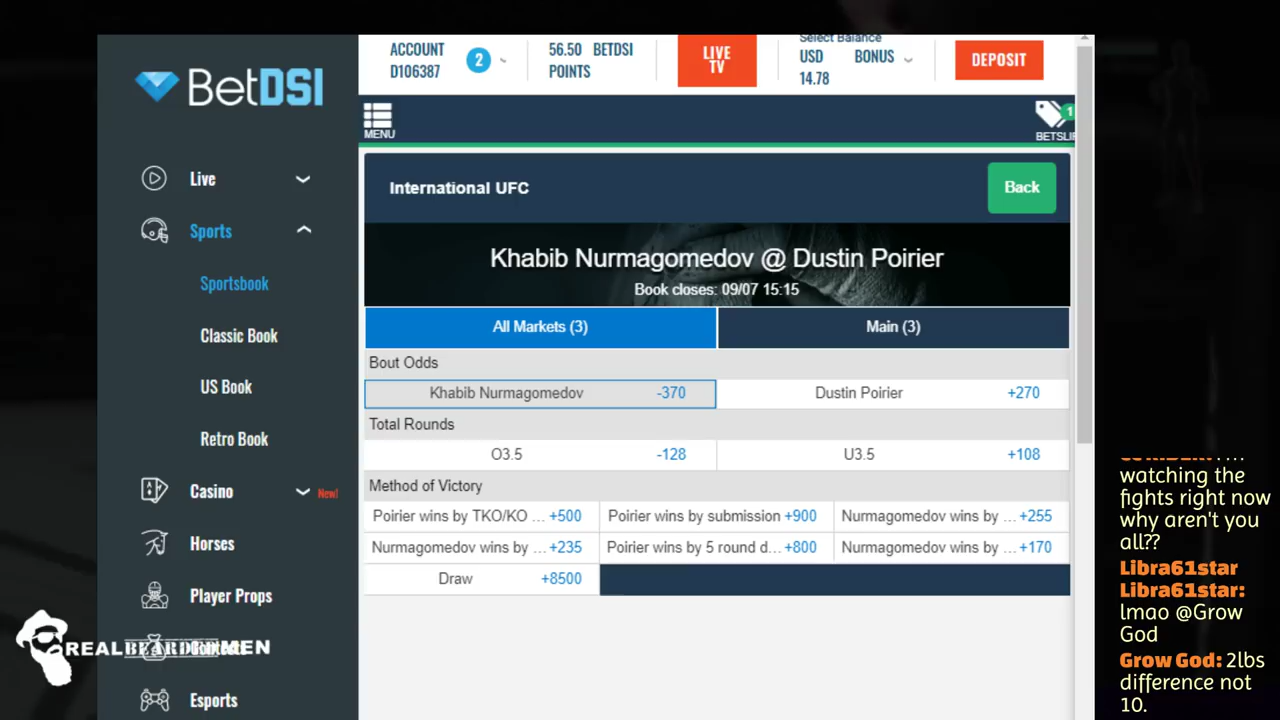 BetDSI
ACCOUNT D106387
2
56.50 BETDSI POINTS
LIVE TV
Select Balance
USD 14.78
BONUS
DEPOSIT
MENU
1
BETSLI
Live
Sports
Sportsbook
Classic Book
US Book
Retro Book
Casino New!
Horses
Player Props
Esports
International UFC
Back
Khabib Nurmagomedov @ Dustin Poirier
Book closes: 09/07 15:15
All Markets (3) Main (3)
Bout Odds
Khabib Nurmagomedov -370 Dustin Poirier +270
Total Rounds
O3.5 -128 U3.5 +108
Method of Victory
Poirier wins by TKO/KO ... +500 Poirier wins by submission +900 Nurmagomedov wins by ... +255
Nurmagomedov wins by ... +235 Poirier wins by 5 round d... +800 Nurmagomedov wins by ... +170
Draw +8500
REALBEARDEDMEN
watching the
fights right now
why aren't you
all??
Libra61star
Libra61star:
lmao @Grow
God
Grow God: 2lbs
difference not
10.